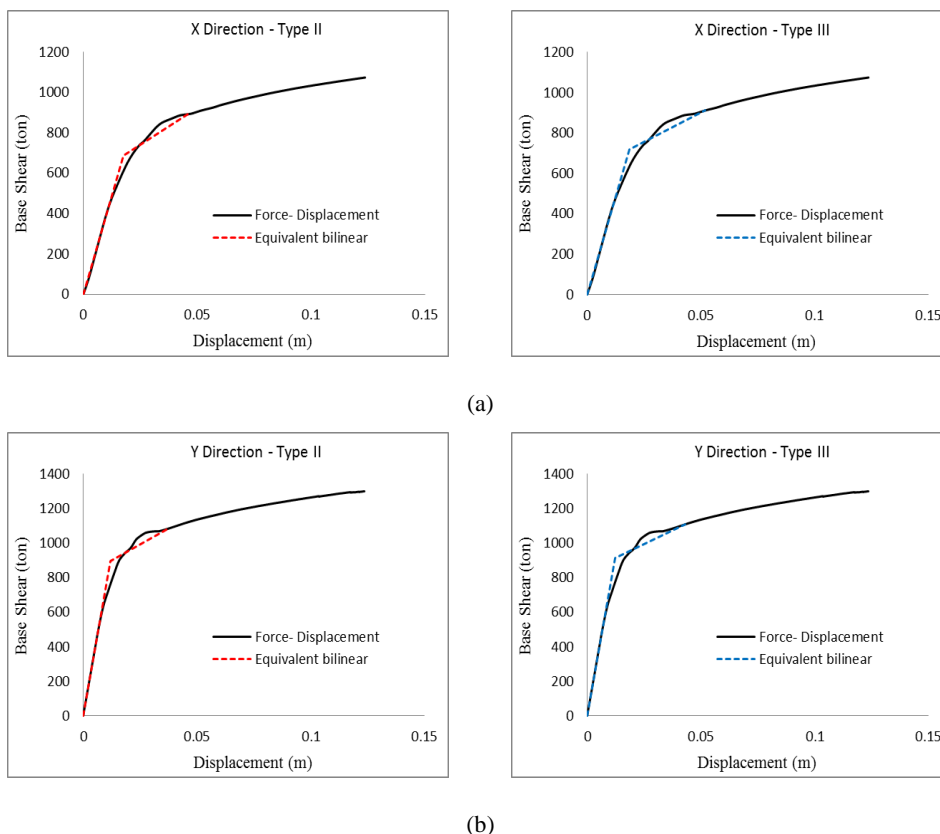 X Direction - Type II
1200
1000
800
600
400
200
0
0
0.05
0.1
0.15
Base Shear (ton)
Displacement (m)
Force- Displacement
Equivalent bilinear
X Direction - Type III
1200
1000
800
600
400
200
0
0
0.05
0.1
0.15
Base Shear (ton)
Displacement (m)
Force- Displacement
Equivalent bilinear
(a)
Y Direction - Type II
1400
1200
1000
800
600
400
200
0
0
0.05
0.1
0.15
Base Shear (ton)
Displacement (m)
Force- Displacement
Equivalent bilinear
Y Direction - Type III
1400
1200
1000
800
600
400
200
0
0
0.05
0.1
0.15
Base Shear (ton)
Displacement (m)
Force- Displacement
Equivalent bilinear
(b)